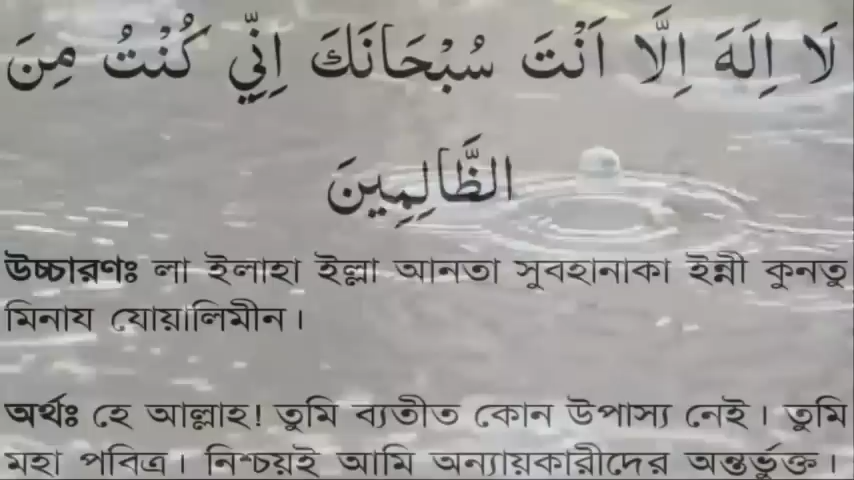 لَا اِلَهَ اِلَّا اَنْتَ سُبْحَانَكَ اِنِّي كُنْتُ مِنَ
الظَّالِمِينَ
উচ্চারণঃ লা ইলাহা ইল্লা আনতা সুবহানাকা ইন্নী কুনতু
মিনায যোয়ালিমীন।
অর্থঃ হে আল্লাহ! তুমি ব্যতীত কোন উপাস্য নেই। তুমি
মহা পবিত্র। নিশ্চয়ই আমি অন্যায়কারীদের অন্তর্ভুক্ত।